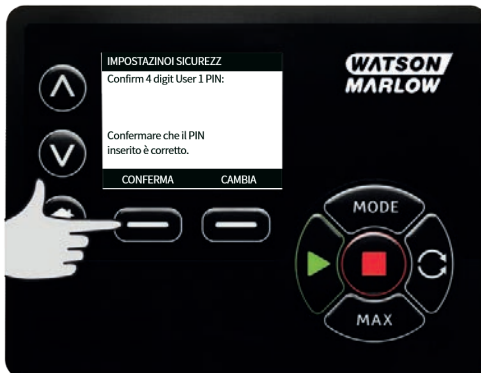 IMPOSTAZINOI SICUREZZ
Confirm 4 digit User 1 PIN:
Confermare che il PIN
inserito è corretto.
CONFERMA CAMBIA
WATSON
MARLOW
MODE
MAX